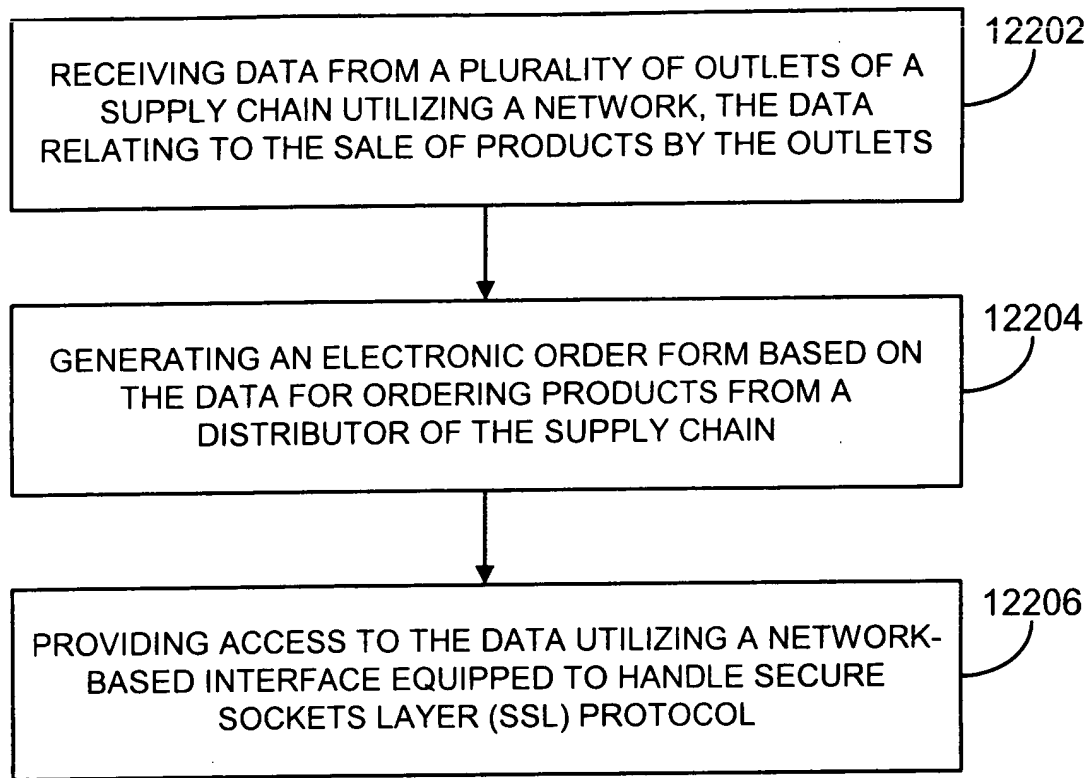 12202
RECEIVING DATA FROM A PLURALITY OF OUTLETS OF A
SUPPLY CHAIN UTILIZING A NETWORK, THE DATA
RELATING TO THE SALE OF PRODUCTS BY THE OUTLETS
12204
GENERATING AN ELECTRONIC ORDER FORM BASED ON
THE DATA FOR ORDERING PRODUCTS FROM A
DISTRIBUTOR OF THE SUPPLY CHAIN
12206
PROVIDING ACCESS TO THE DATA UTILIZING A NETWORK-
BASED INTERFACE EQUIPPED TO HANDLE SECURE
SOCKETS LAYER (SSL) PROTOCOL